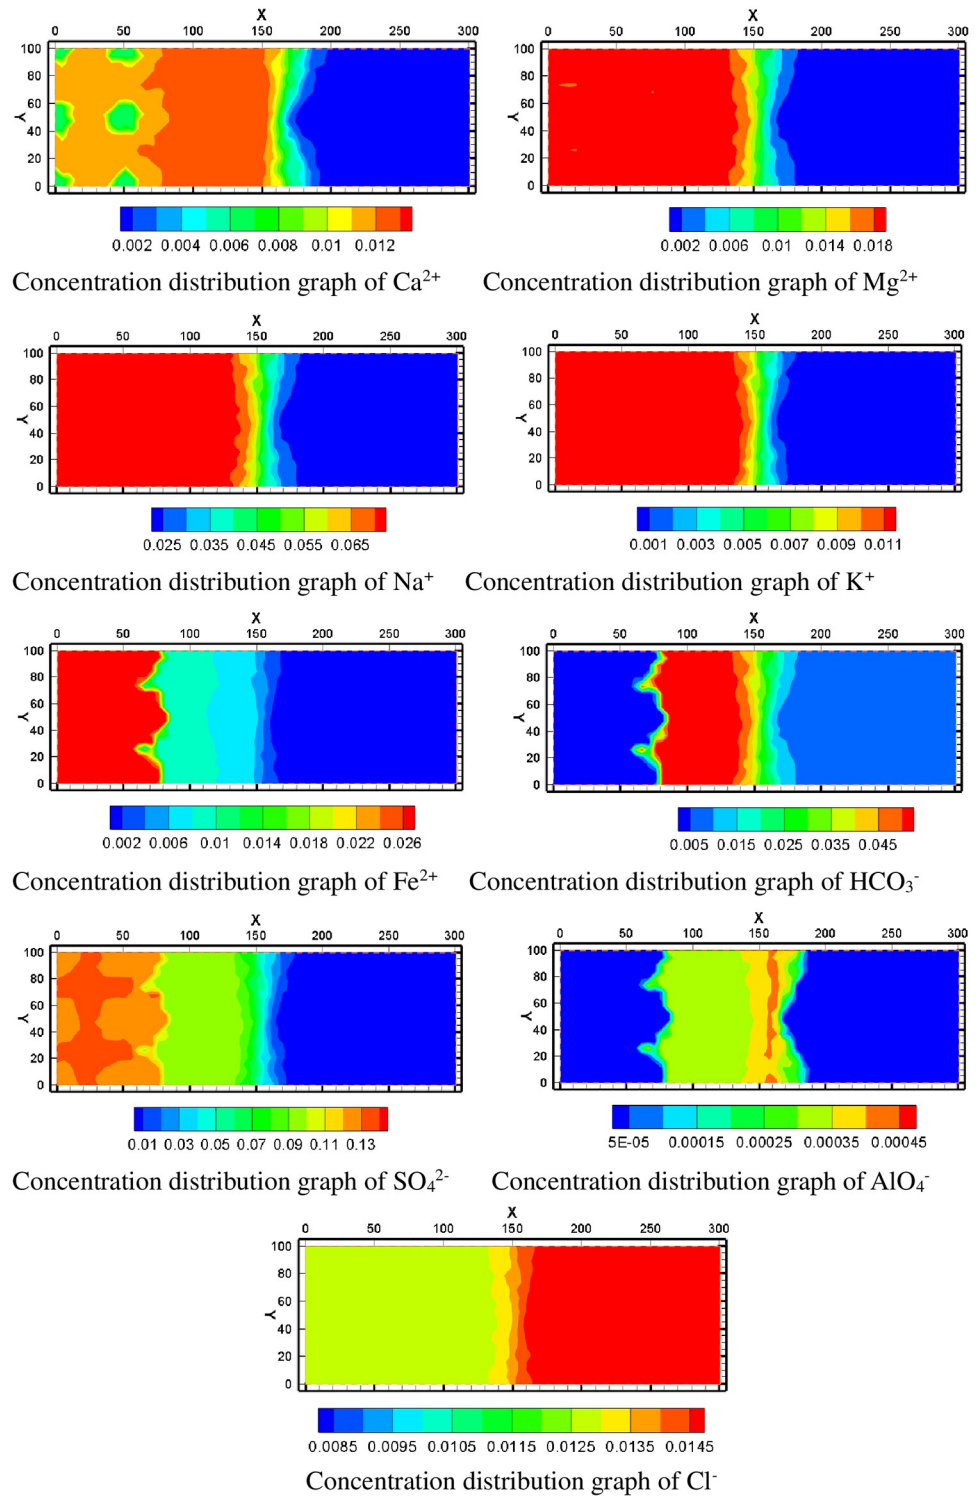 X
X
0 50 100 150 200 250 300
0 50 100 150 200 250 300
100
80
60
40
20
0
Y
100
80
60
40
20
0
Y
0.002 0.004 0.006 0.008 0.01 0.012
0.002 0.006 0.01 0.014 0.018
Concentration distribution graph of Ca²⁺
Concentration distribution graph of Mg²⁺
X
X
0 50 100 150 200 250 300
0 50 100 150 200 250 300
100
80
60
40
20
0
Y
100
80
60
40
20
0
Y
0.025 0.035 0.045 0.055 0.065
0.001 0.003 0.005 0.007 0.009 0.011
Concentration distribution graph of Na⁺
Concentration distribution graph of K⁺
X
X
0 50 100 150 200 250 300
0 50 100 150 200 250 300
100
80
60
40
20
0
Y
100
80
60
40
20
0
Y
0.002 0.006 0.01 0.014 0.018 0.022 0.026
0.005 0.015 0.025 0.035 0.045
Concentration distribution graph of Fe²⁺
Concentration distribution graph of HCO₃⁻
X
X
0 50 100 150 200 250 300
0 50 100 150 200 250 300
100
80
60
40
20
0
Y
100
80
60
40
20
0
Y
0.01 0.03 0.05 0.07 0.09 0.11 0.13
5E-05 0.00015 0.00025 0.00035 0.00045
Concentration distribution graph of SO₄²⁻
Concentration distribution graph of AlO₄⁻
X
0 50 100 150 200 250 300
100
80
60
40
20
0
Y
0.0085 0.0095 0.0105 0.0115 0.0125 0.0135 0.0145
Concentration distribution graph of Cl⁻